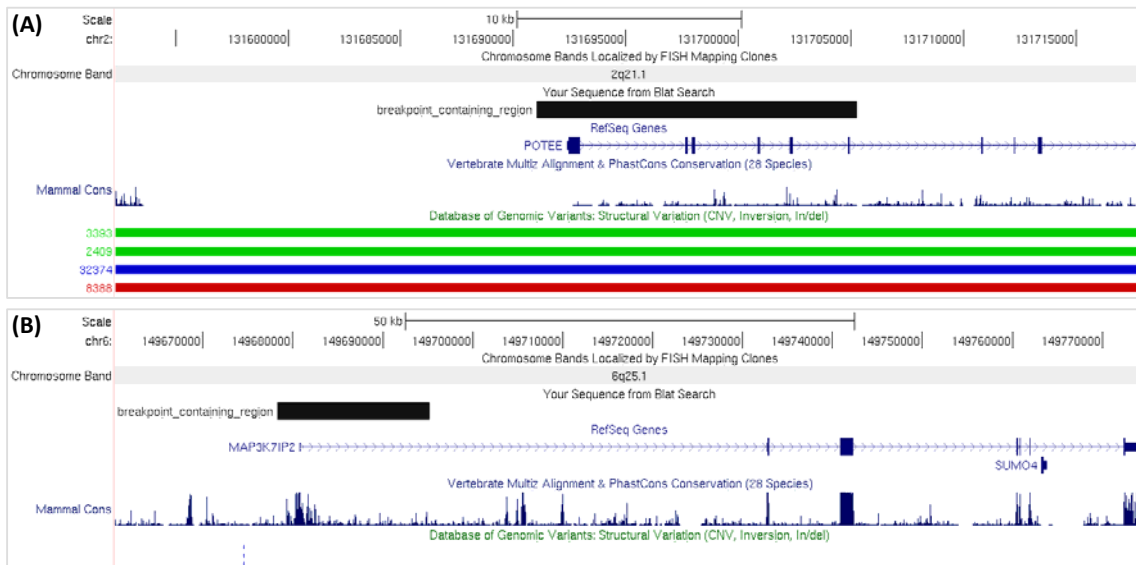 (A)
Scale 10 kb
chr2: 131680000 131685000 131690000 131695000 131700000 131705000 131710000 131715000
Chromosome Bands Localized by FISH Mapping Clones
Chromosome Band 2q21.1
Your Sequence from Blat Search
breakpoint_containing_region
RefSeq Genes
POTEE
Vertebrate Multiz Alignment & PhastCons Conservation (28 Species)
Mammal Cons
Database of Genomic Variants: Structural Variation (CNV, Inversion, In/del)
3393
2409
32374
8388
(B)
Scale 50 kb
chr6: 149670000 149680000 149690000 149700000 149710000 149720000 149730000 149740000 149750000 149760000 149770000
Chromosome Bands Localized by FISH Mapping Clones
Chromosome Band 6q25.1
Your Sequence from Blat Search
breakpoint_containing_region
RefSeq Genes
MAP3K7IP2
SUMO4
Vertebrate Multiz Alignment & PhastCons Conservation (28 Species)
Mammal Cons
Database of Genomic Variants: Structural Variation (CNV, Inversion, In/del)